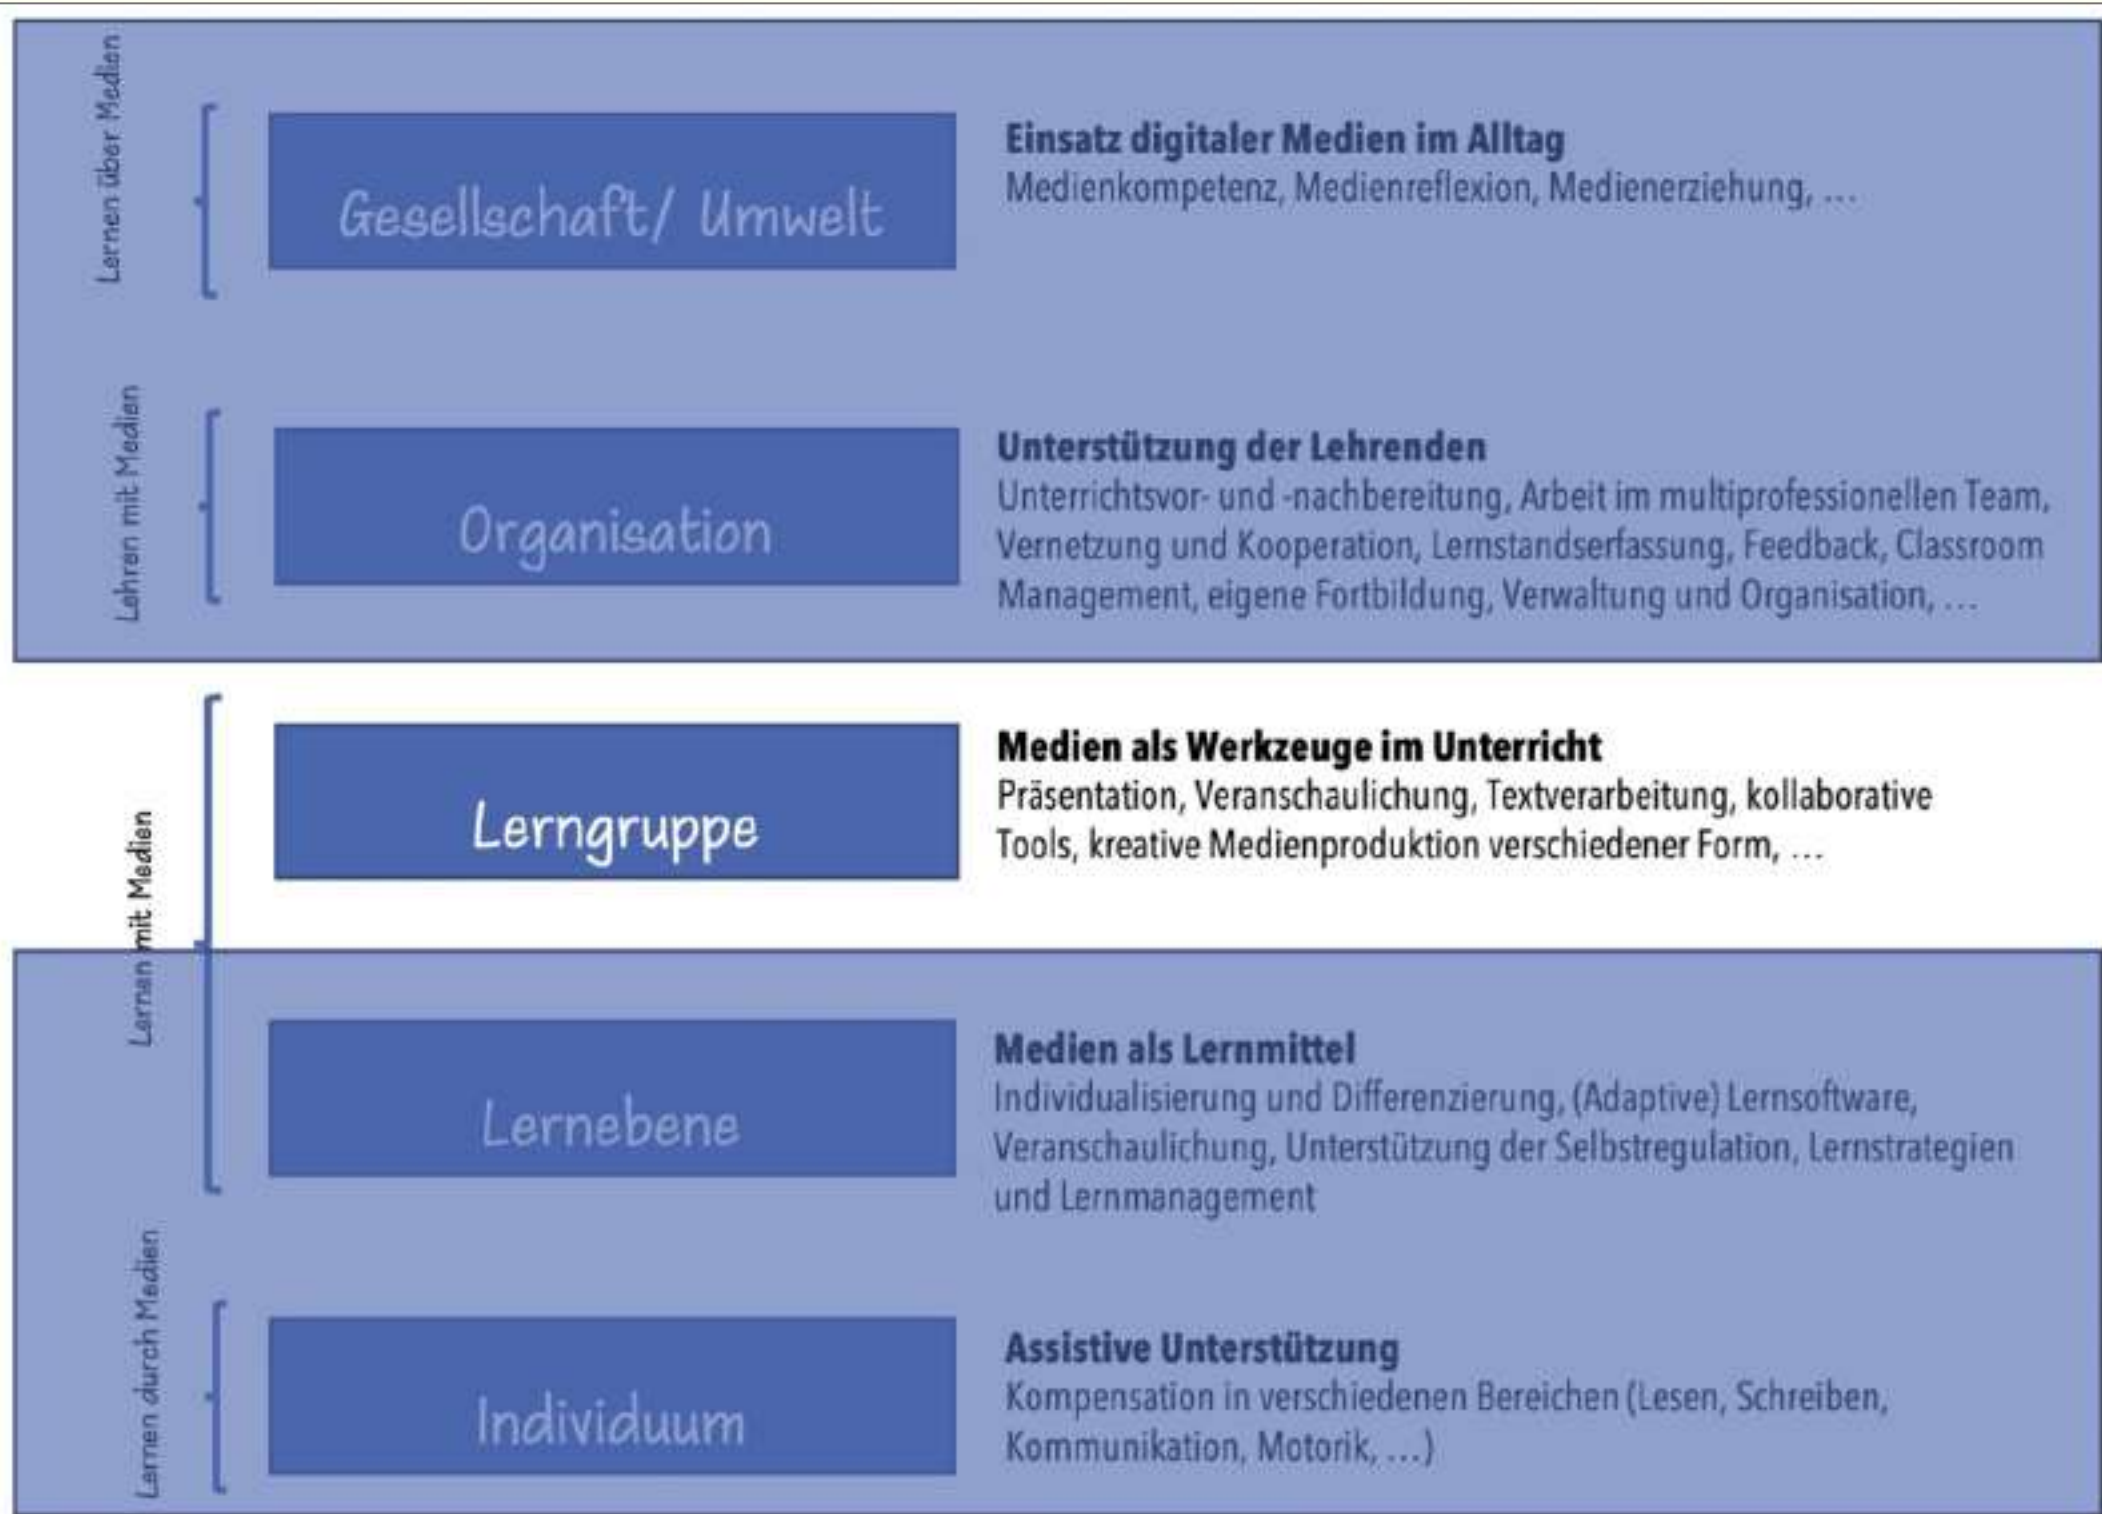 Lernen über Medien
Gesellschaft/ Umwelt
Einsatz digitaler Medien im Alltag
Medienkompetenz, Medienreflexion, Medienerziehung, ...
Lehren mit Medien
Organisation
Unterstützung der Lehrenden
Unterrichtsvor- und -nachbereitung, Arbeit im multiprofessionellen Team,
Vernetzung und Kooperation, Lernstandserfassung, Feedback, Classroom
Management, eigene Fortbildung, Verwaltung und Organisation, ...
Lernen mit Medien
Lerngruppe
Medien als Werkzeuge im Unterricht
Präsentation, Veranschaulichung, Textverarbeitung, kollaborative
Tools, kreative Medienproduktion verschiedener Form, ...
Lernebene
Medien als Lernmittel
Individualisierung und Differenzierung, (Adaptive) Lernsoftware,
Veranschaulichung, Unterstützung der Selbstregulation, Lernstrategien
und Lernmanagement
Lernen durch Medien
Individuum
Assistive Unterstützung
Kompensation in verschiedenen Bereichen (Lesen, Schreiben,
Kommunikation, Motorik, ...)